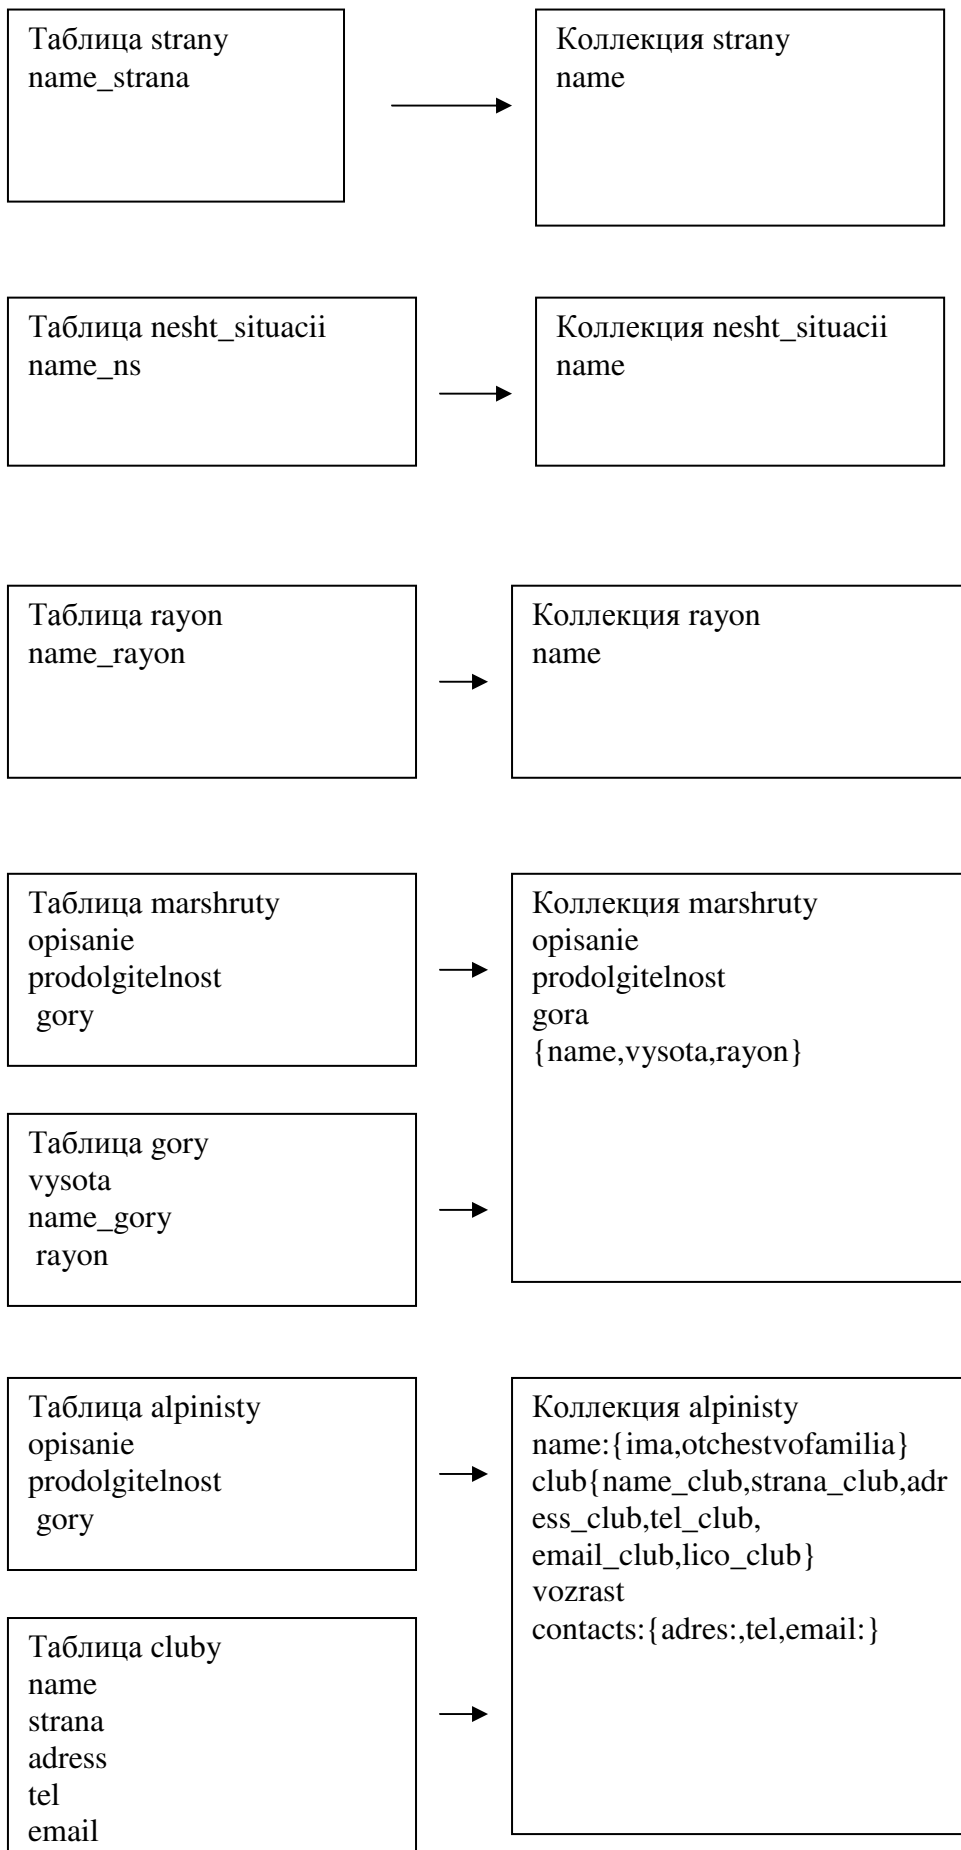 Таблица strany
name_strana
Коллекция strany
name
Таблица nesht_situacii
name_ns
Коллекция nesht_situacii
name
Таблица rayon
name_rayon
Коллекция rayon
name
Таблица marshruty
opisanie
prodolgitelnost
gory
Коллекция marshruty
opisanie
prodolgitelnost
gora
{name,vysota,rayon}
Таблица gory
vysota
name_gory
rayon
Таблица alpinisty
opisanie
prodolgitelnost
gory
Коллекция alpinisty
name:{ima,otchestvofamilia}
club{name_club,strana_club,adr
ess_club,tel_club,
email_club,lico_club}
vozrast
contacts:{adres:,tel,email:}
Таблица cluby
name
strana
adress
tel
email